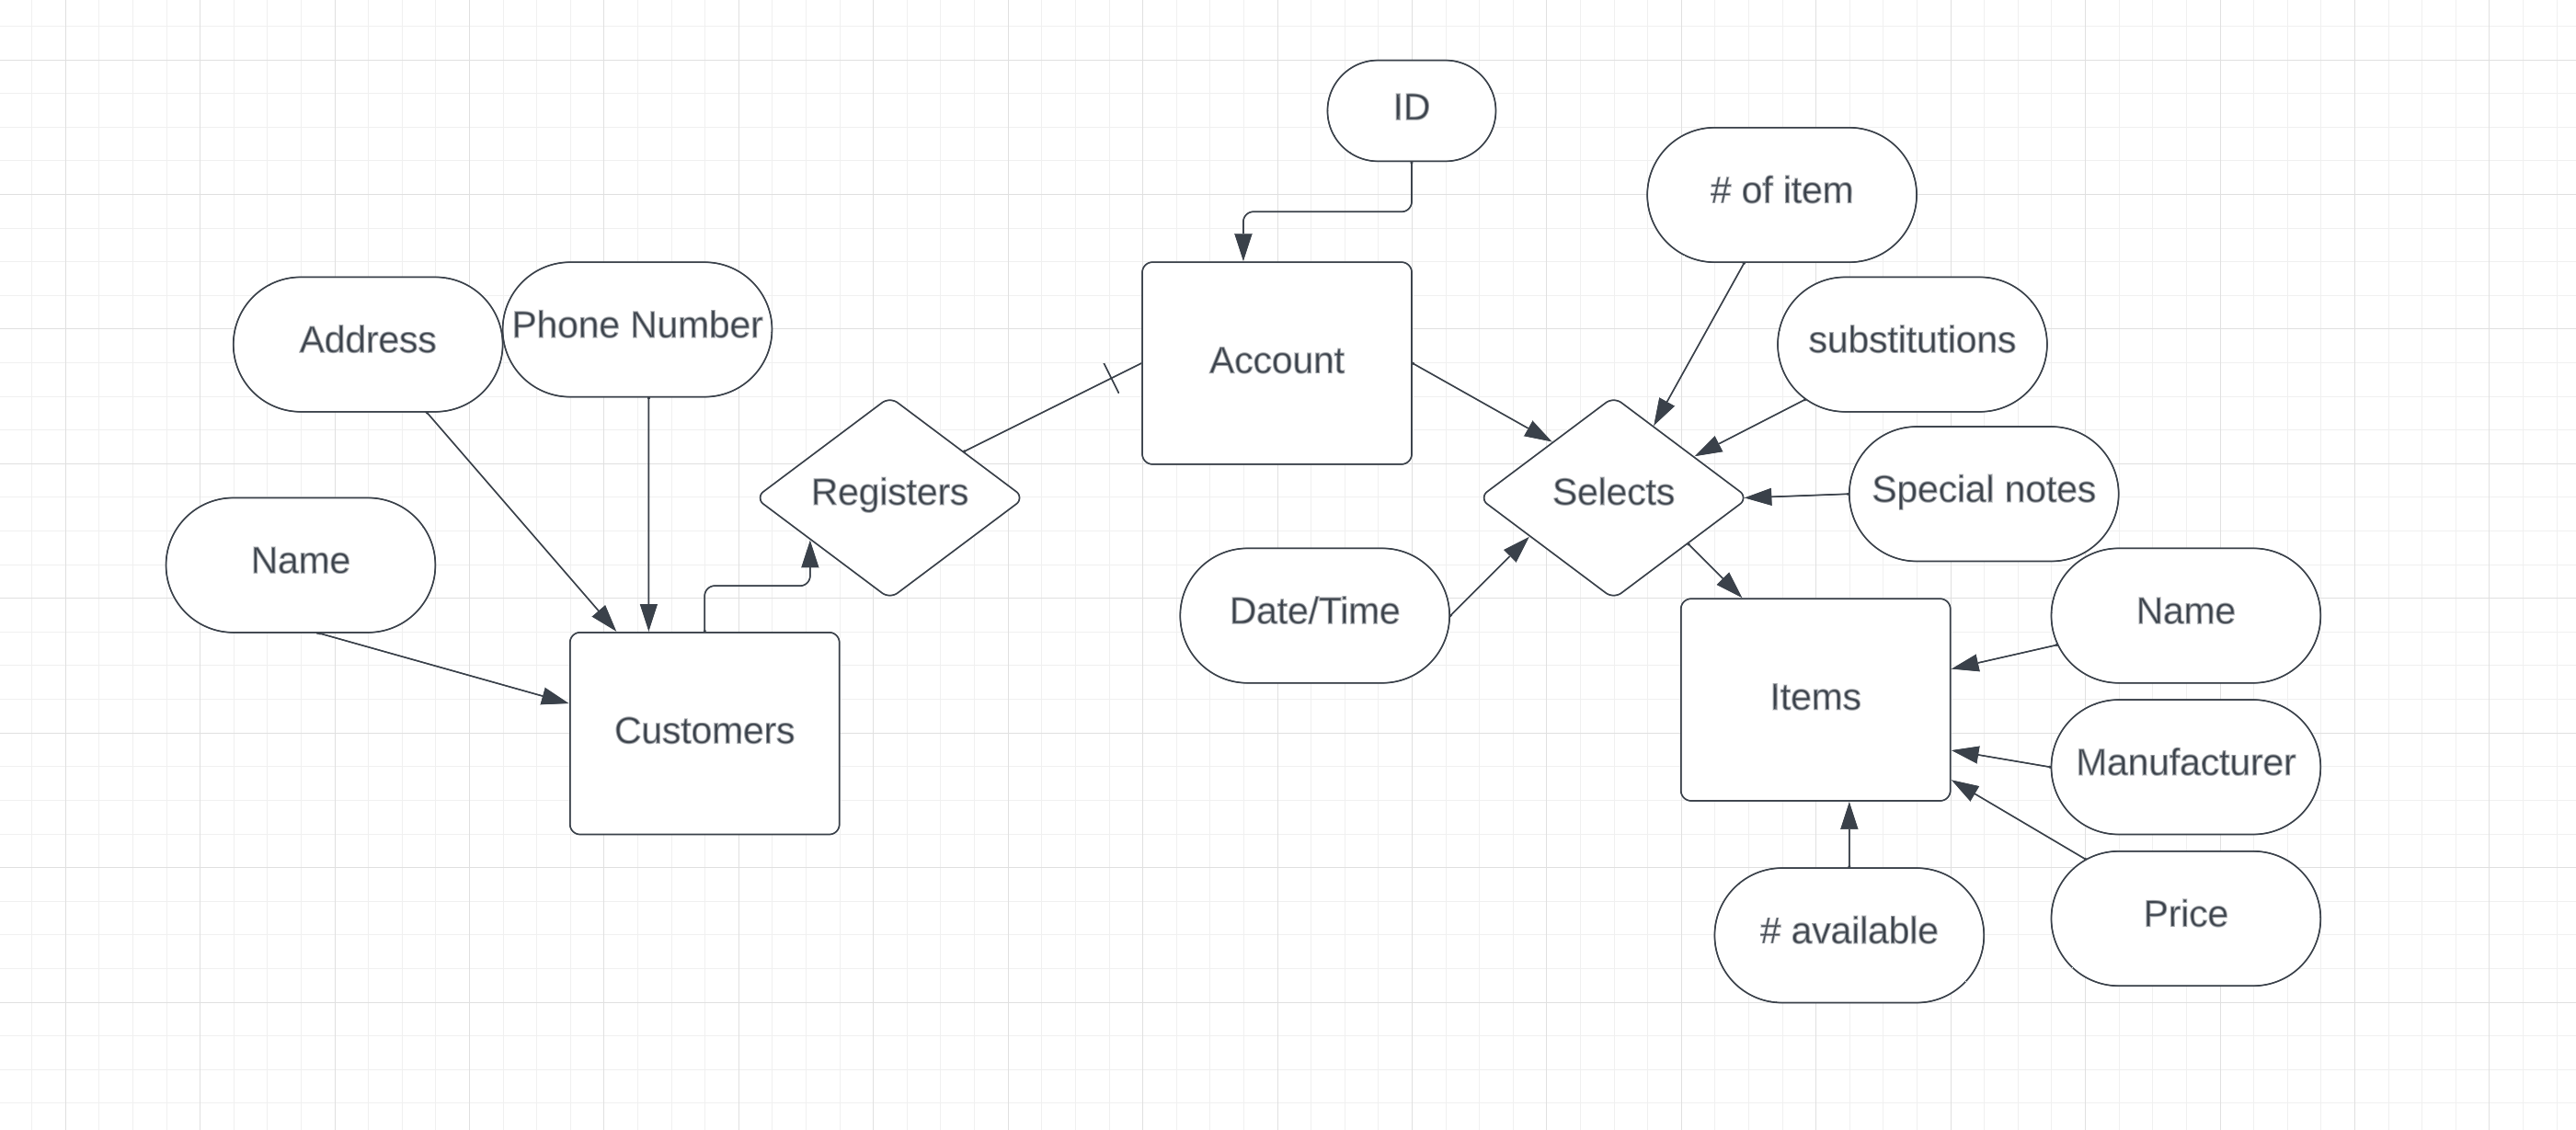 ID
# of item
Address
Phone Number
substitutions
Account
Registers
Selects
Special notes
Name
Date/Time
Name
Customers
Items
Manufacturer
# available
Price